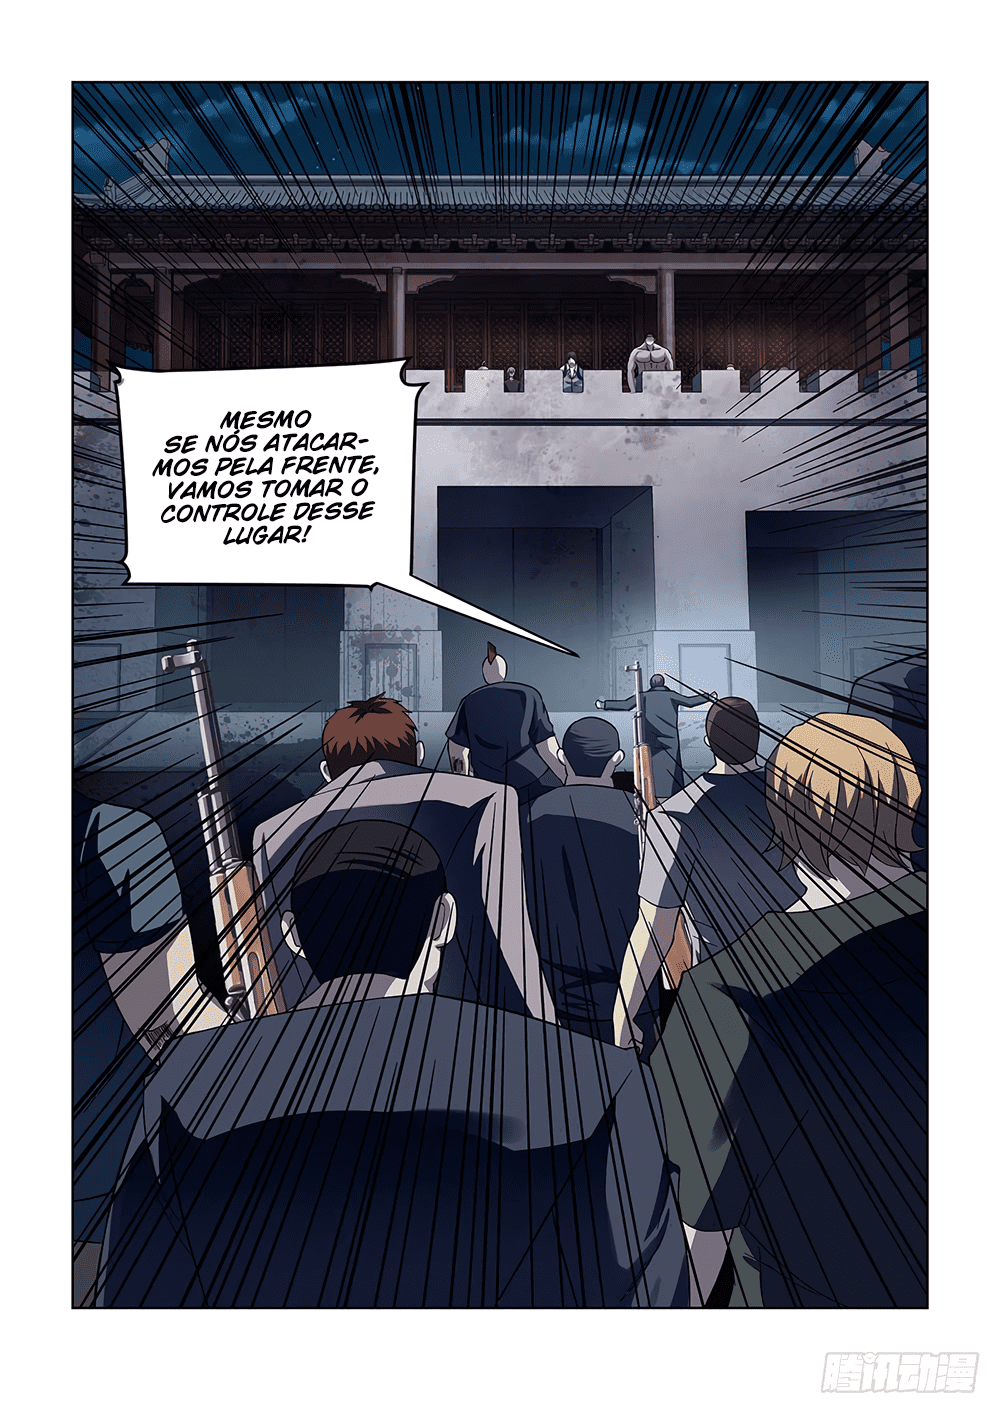 MESMO
SE NÓS ATACAR-
MOS PELA FRENTE,
VAMOS TOMAR O
CONTROLE DESSE
LUGAR!
腾讯动漫